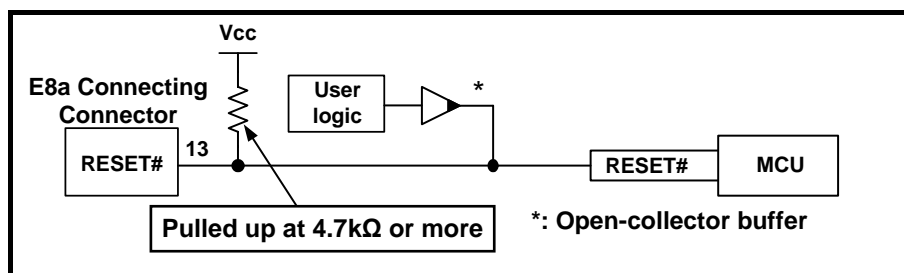 Vcc
E8a Connecting
Connector
User
logic
*
RESET#
13
RESET#
MCU
Pulled up at 4.7kΩ or more
*: Open-collector buffer